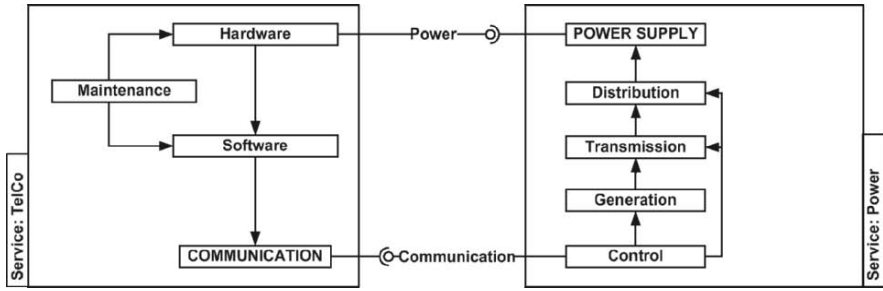 Hardware
Power
POWER SUPPLY
Maintenance
Distribution
Software
Transmission
Generation
COMMUNICATION
Communication
Control
Service: TelCo
Service: Power